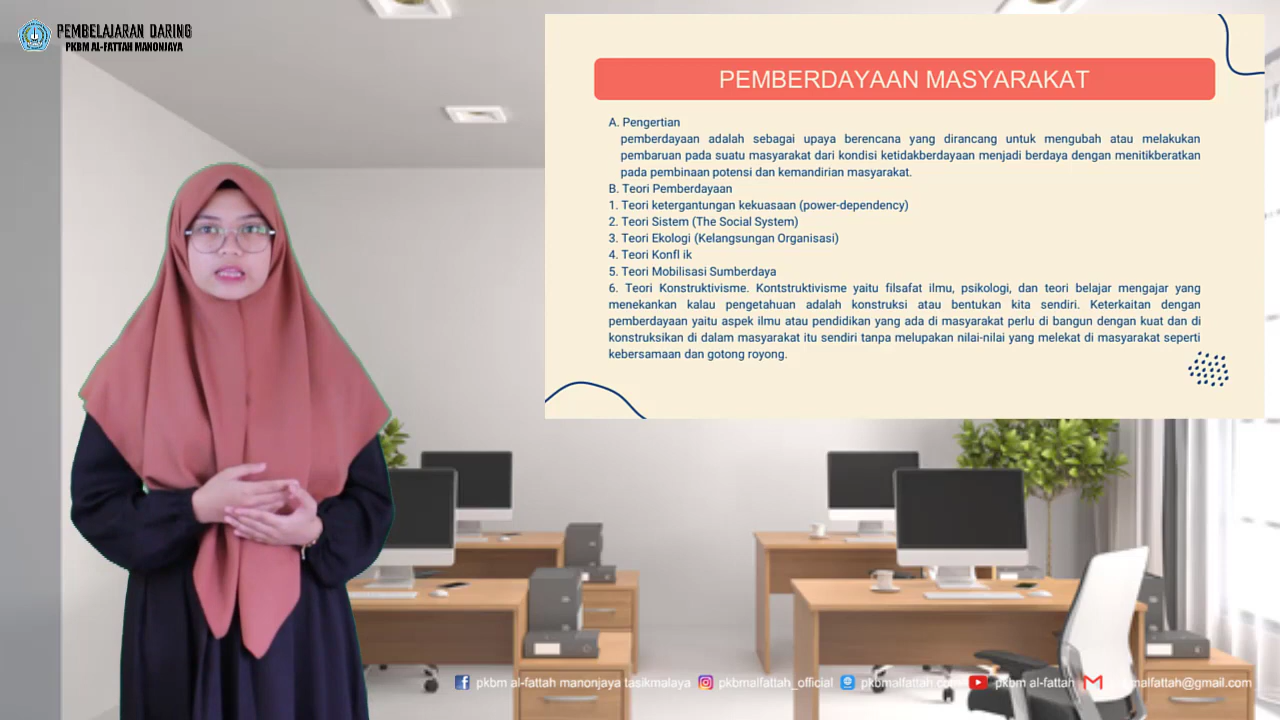 PEMBELAJARAN DARING
PKBM AL-FATTAH MANONJAYA
PEMBERDAYAAN MASYARAKAT
A. Pengertian
pemberdayaan adalah sebagai upaya berencana yang dirancang untuk mengubah atau melakukan
pembaruan pada suatu masyarakat dari kondisi ketidakberdayaan menjadi berdaya dengan menitikberatkan
pada pembinaan potensi dan kemandirian masyarakat.
B. Teori Pemberdayaan
1. Teori ketergantungan kekuasaan (power-dependency)
2. Teori Sistem (The Social System)
3. Teori Ekologi (Kelangsungan Organisasi)
4. Teori Konfl ik
5. Teori Mobilisasi Sumberdaya
6. Teori Konstruktivisme. Kontstruktivisme yaitu filsafat ilmu, psikologi, dan teori belajar mengajar yang
menekankan kalau pengetahuan adalah konstruksi atau bentukan kita sendiri. Keterkaitan dengan
pemberdayaan yaitu aspek ilmu atau pendidikan yang ada di masyarakat perlu di bangun dengan kuat dan di
konstruksikan di dalam masyarakat itu sendiri tanpa melupakan nilai-nilai yang melekat di masyarakat seperti
kebersamaan dan gotong royong.
pkbm al-fattah manonjaya tasikmalaya pkbmalfattah_official pkbm al-fattah